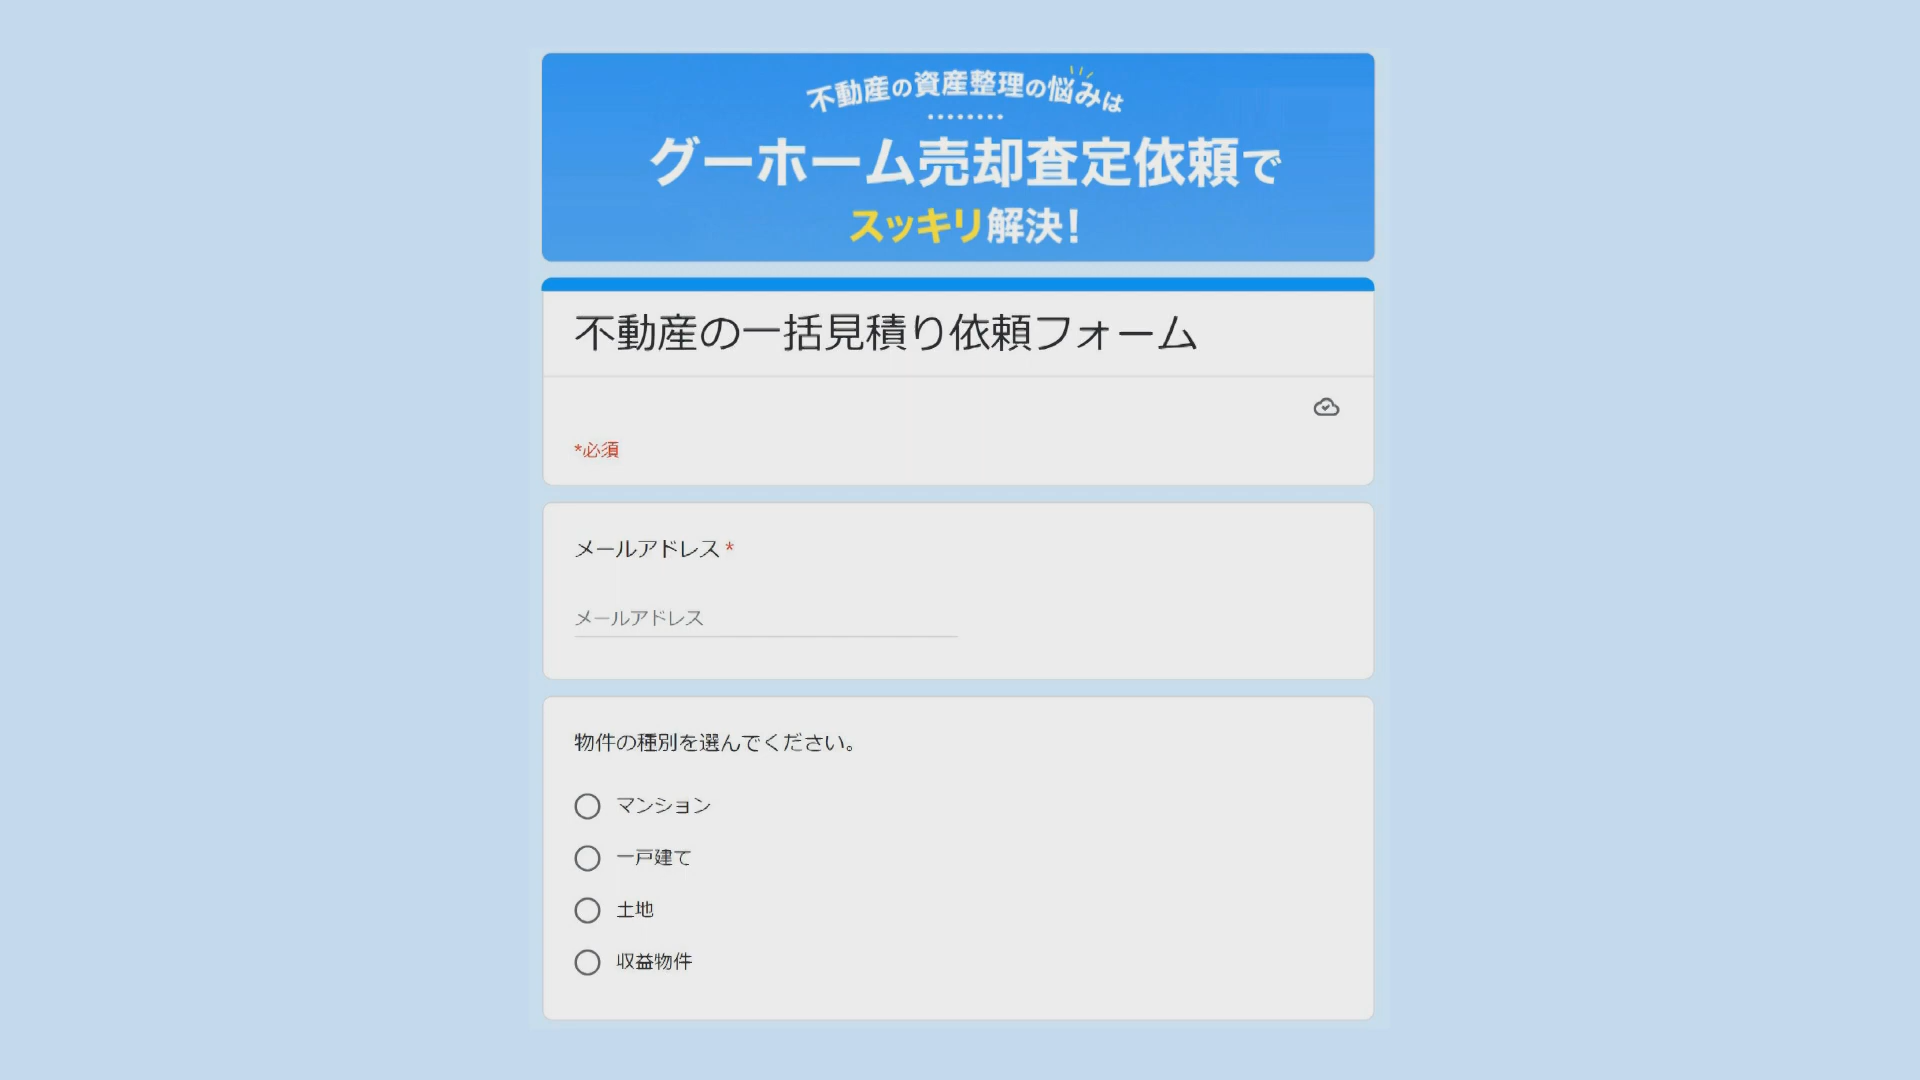 不動産の資産整理の悩みは
グーホーム売却査定依頼で
スッキリ解決!
不動産の一括見積り依頼フォーム
*必須
メールアドレス *
メールアドレス
物件の種別を選んでください。
マンション
一戸建て
土地
収益物件